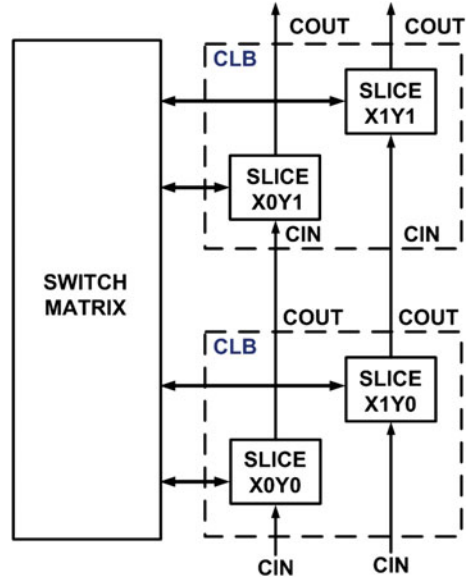 COUT
COUT
CLB
SLICE
X1Y1
SLICE
X0Y1
CIN
CIN
SWITCH
MATRIX
COUT
COUT
CLB
SLICE
X1Y0
SLICE
X0Y0
CIN
CIN